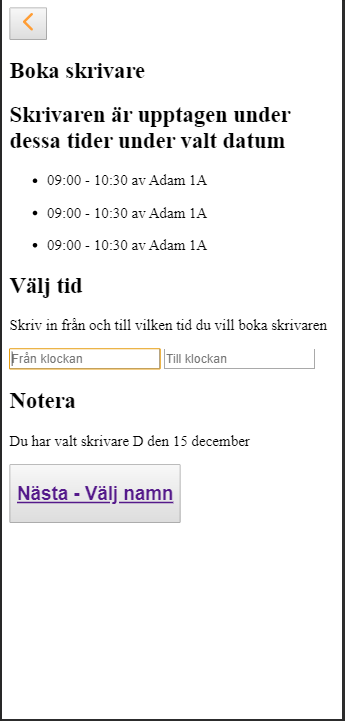 Boka skrivare
Skrivaren är upptagen under
dessa tider under valt datum
09:00 - 10:30 av Adam 1A
09:00 - 10:30 av Adam 1A
09:00 - 10:30 av Adam 1A
Välj tid
Skriv in från och till vilken tid du vill boka skrivaren
Från klockan Till klockan
Notera
Du har valt skrivare D den 15 december
Nästa - Välj namn